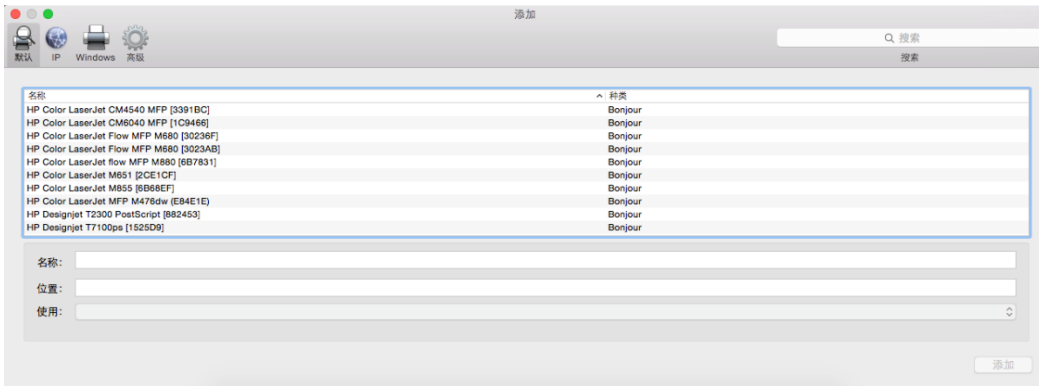 添加
默认 IP Windows 高级
搜索
搜索
名称 种类
HP Color LaserJet CM4540 MFP [3391BC] Bonjour
HP Color LaserJet CM6040 MFP [1C9466] Bonjour
HP Color LaserJet Flow MFP M680 [30236F] Bonjour
HP Color LaserJet Flow MFP M680 [3023AB] Bonjour
HP Color LaserJet flow MFP M880 [6B7831] Bonjour
HP Color LaserJet M651 [2CE1CF] Bonjour
HP Color LaserJet M855 [6B68EF] Bonjour
HP Color LaserJet MFP M476dw (E84E1E) Bonjour
HP Designjet T2300 PostScript [882453] Bonjour
HP Designjet T7100ps [1525D9] Bonjour
名称：
位置：
使用：
添加